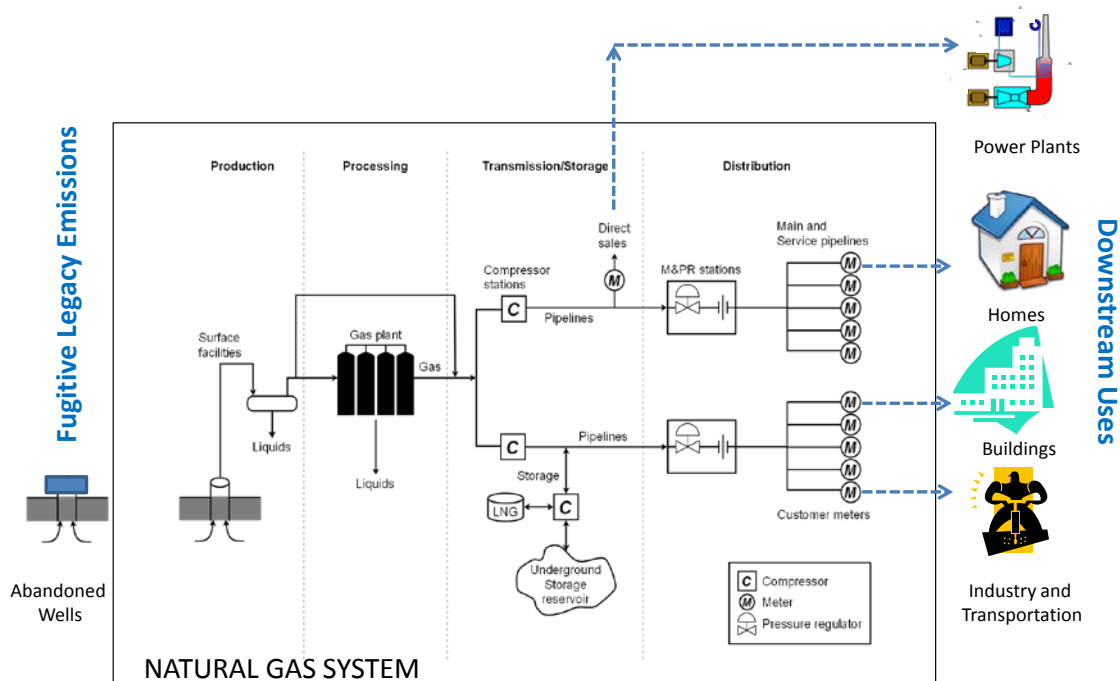 Power Plants
Fugitive Legacy Emissions
Production
Processing
Transmission/Storage
Distribution
Direct
sales
Main and
Service pipelines
Compressor
stations
M&PR stations
M
M
M
M
M
M
C
Pipelines
Homes
Surface
facilities
Gas plant
Gas
Liquids
Liquids
Downstream Uses
C
Pipelines
M
M
M
M
M
Buildings
Storage
LNG
C
Customer meters
Underground
Storage
reservoir
C Compressor
M Meter
Pressure regulator
Abandoned
Wells
Industry and
Transportation
NATURAL GAS SYSTEM